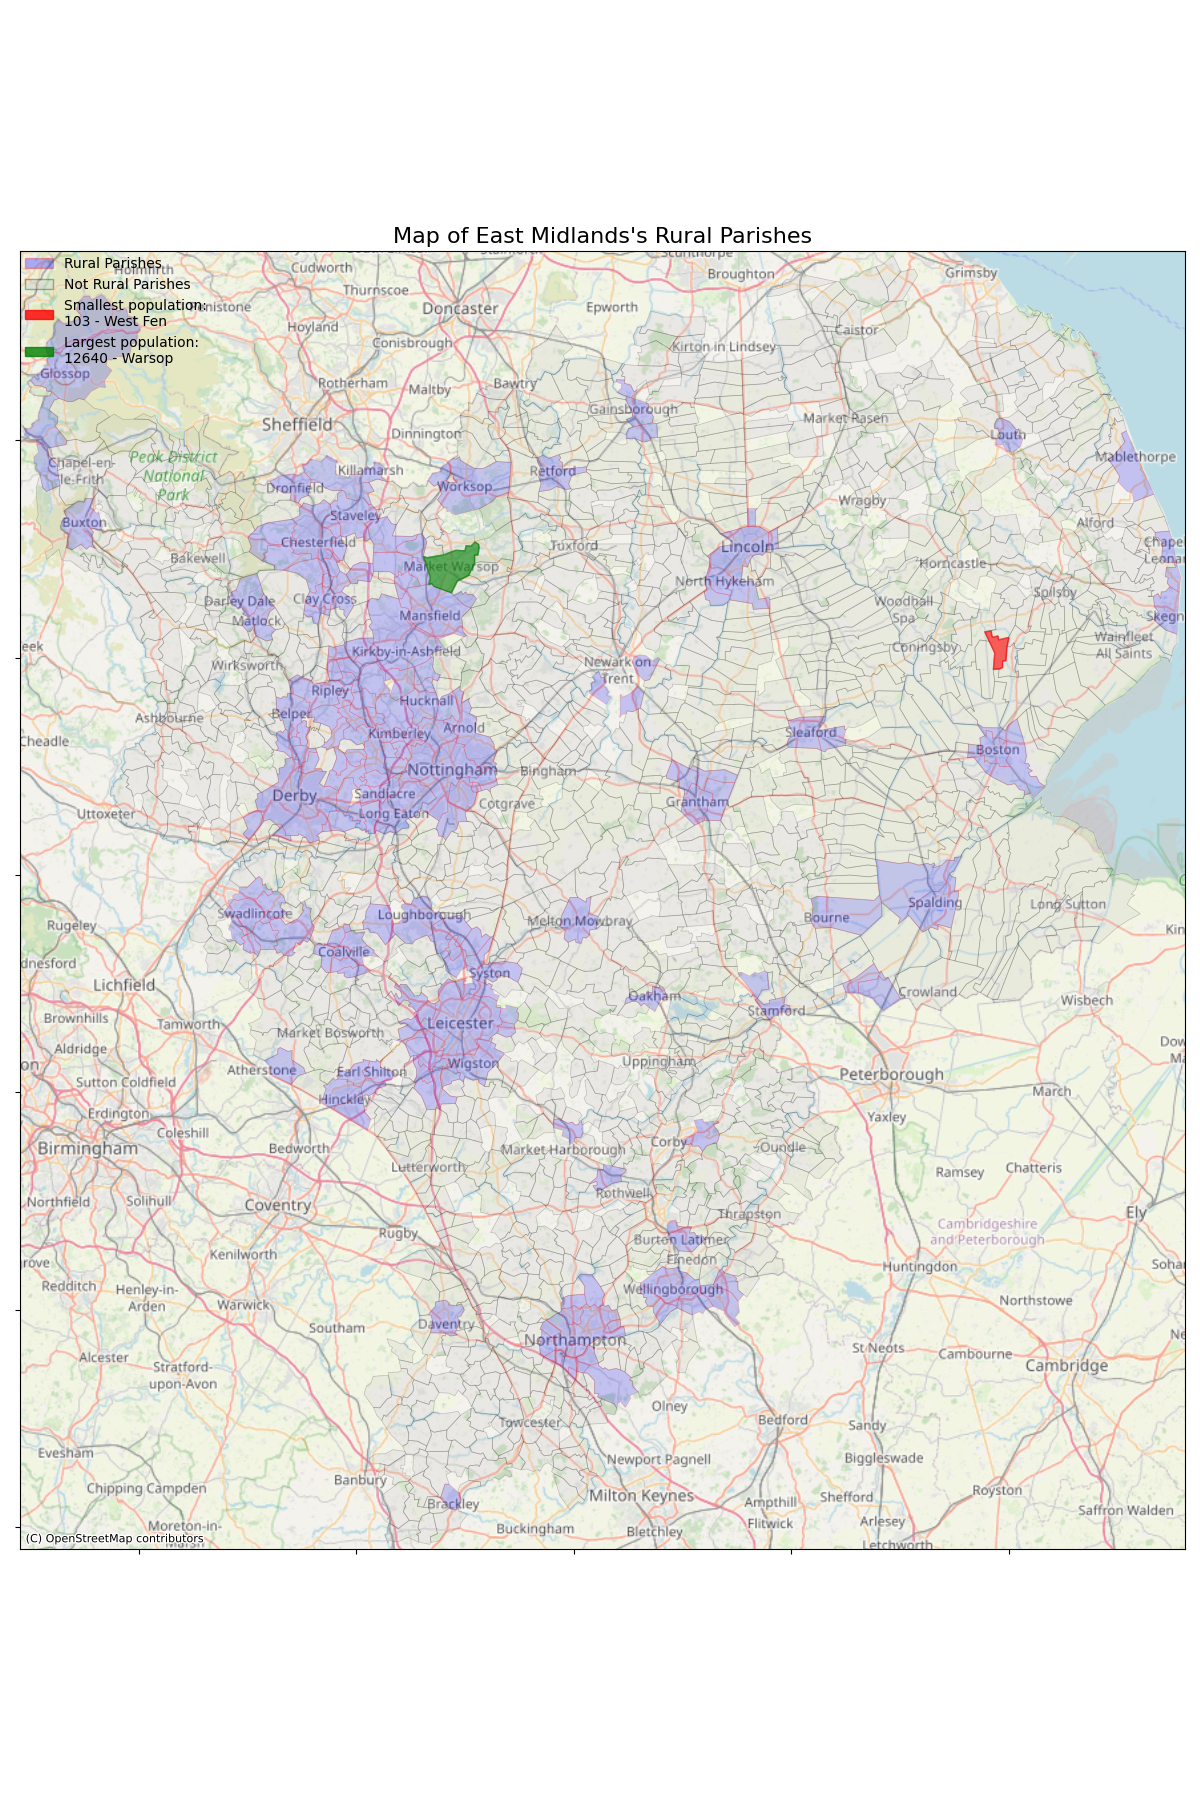 Map of East Midlands's Rural Parishes
Rural Parishes
Not Rural Parishes
Smallest population:
103 - West Fen
Largest population:
12640 - Warsop
Cudworth
Broughton
Grimsby
Thurnscoe
Doncaster
Epworth
Hoyland
Caistor
Conisbrough
Kirton in Lindsey
Glossop
Rotherham
Maltby
Bawtry
Gainsborough
Market Rasen
Sheffield
Dinnington
Louth
Mablethorpe
Peak District
National
Park
Chapel-en-
le-Frith
Killamarsh
Retford
Dronfield
Worksop
Wragby
Buxton
Staveley
Alford
Chesterfield
Tuxford
Lincoln
Bakewell
Market Warsop
Horncastle
North Hykeham
Darley Dale
Clay Cross
Woodhall
Spa
Spilsby
Matlock
Mansfield
Skegn
Wainfleet
All Saints
Coningsby
Kirkby-in-Ashfield
Newark on
Trent
Wirksworth
Ripley
Hucknall
Ashbourne
Belper
Arnold
Kimberley
Sleaford
Cheadle
Boston
Nottingham
Bingham
Derby
Sandiacre
Grantham
Cotgrave
Uttoxeter
Long Eaton
Swadlincote
Loughborough
Melton Mowbray
Bourne
Spalding
Long Sutton
Rugeley
Kin
Coalville
dnesford
Syston
Lichfield
Oakham
Crowland
Wisbech
Stamford
Brownhills
Tamworth
Leicester
Market Bosworth
Aldridge
Dow
Ma
on
Atherstone
Earl Shilton
Wigston
Uppingham
Peterborough
Sutton Coldfield
March
Hinckley
Erdington
Yaxley
Coleshill
Birmingham
Bedworth
Market Harborough
Corby
Oundle
Lutterworth
Ramsey
Chatteris
Northfield
Solihull
Coventry
Rothwell
Thrapston
Ely
Rugby
Burton Latimer
Cambridgeshire
and Peterborough
Kenilworth
Finedon
rove
Huntingdon
Soha
Redditch
Henley-in-
Arden
Wellingborough
Warwick
Northstowe
Southam
Daventry
Northampton
St Neots
Cambourne
Ne
Alcester
Stratford-
upon-Avon
Cambridge
Olney
Towcester
Bedford
Sandy
Evesham
Newport Pagnell
Biggleswade
Banbury
Chipping Campden
Milton Keynes
Shefford
Royston
Brackley
Ampthill
Saffron Walden
Moreton-in-
Marsh
Buckingham
Bletchley
Flitwick
Arlesey
Letchworth
(C) OpenStreetMap contributors